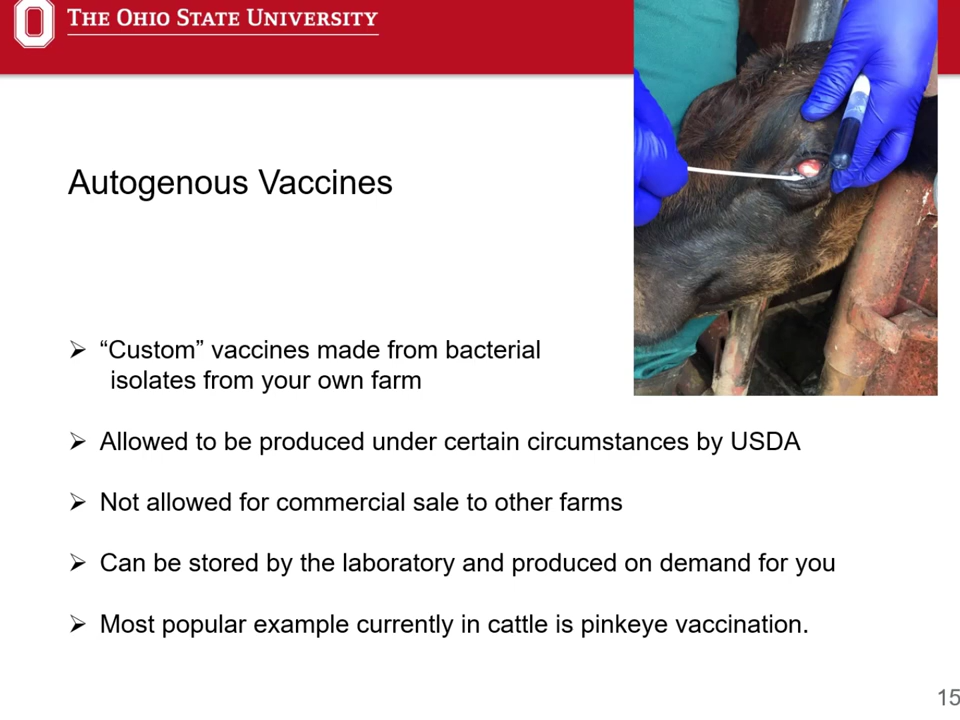 THE OHIO STATE UNIVERSITY
Autogenous Vaccines
➢ “Custom” vaccines made from bacterial
isolates from your own farm
➢ Allowed to be produced under certain circumstances by USDA
➢ Not allowed for commercial sale to other farms
➢ Can be stored by the laboratory and produced on demand for you
➢ Most popular example currently in cattle is pinkeye vaccination.
15